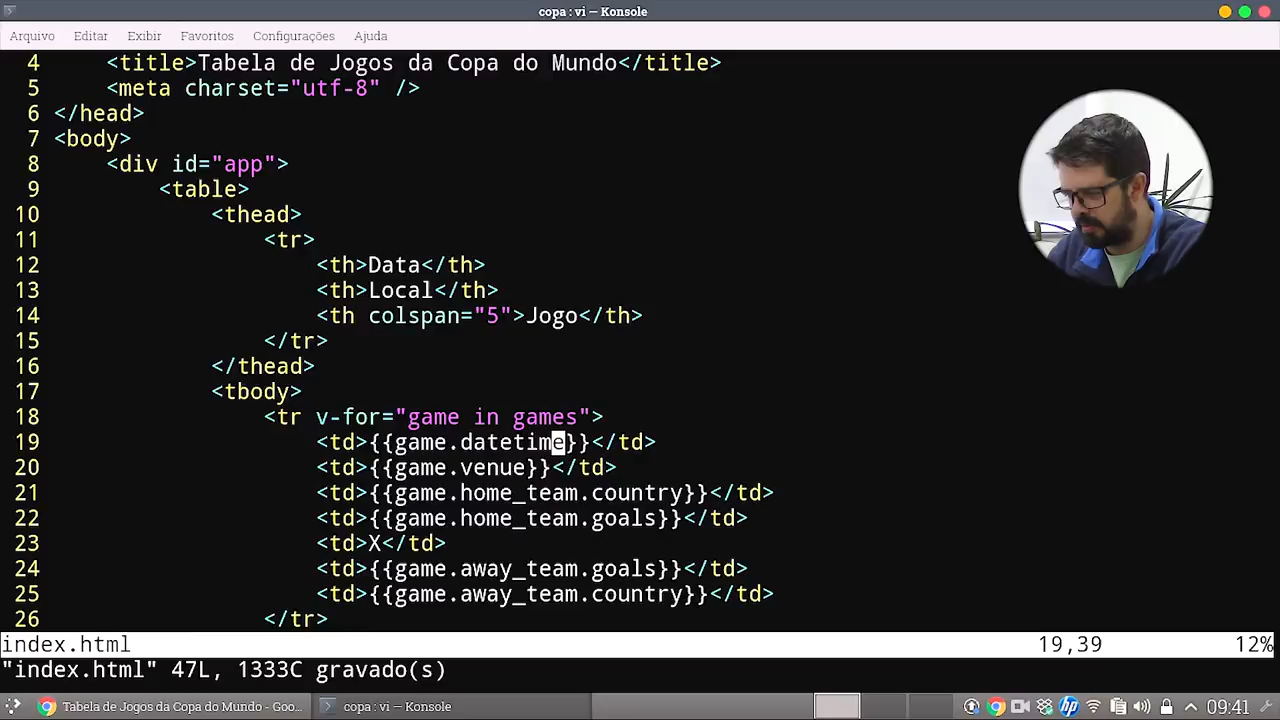 copa : vi — Konsole
Arquivo Editar Exibir Favoritos Configurações Ajuda
4 <title>Tabela de Jogos da Copa do Mundo</title>
5 <meta charset="utf-8" />
6 </head>
7 <body>
8 <div id="app">
9 <table>
10 <thead>
11 <tr>
12 <th>Data</th>
13 <th>Local</th>
14 <th colspan="5">Jogo</th>
15 </tr>
16 </thead>
17 <tbody>
18 <tr v-for="game in games">
19 <td>{{game.datetime}}</td>
20 <td>{{game.venue}}</td>
21 <td>{{game.home_team.country}}</td>
22 <td>{{game.home_team.goals}}</td>
23 <td>X</td>
24 <td>{{game.away_team.goals}}</td>
25 <td>{{game.away_team.country}}</td>
26 </tr>
index.html 19,39 12%
"index.html" 47L, 1333C gravado(s)
Tabela de Jogos da Copa do Mundo - Goo... copa : vi — Konsole 09:41